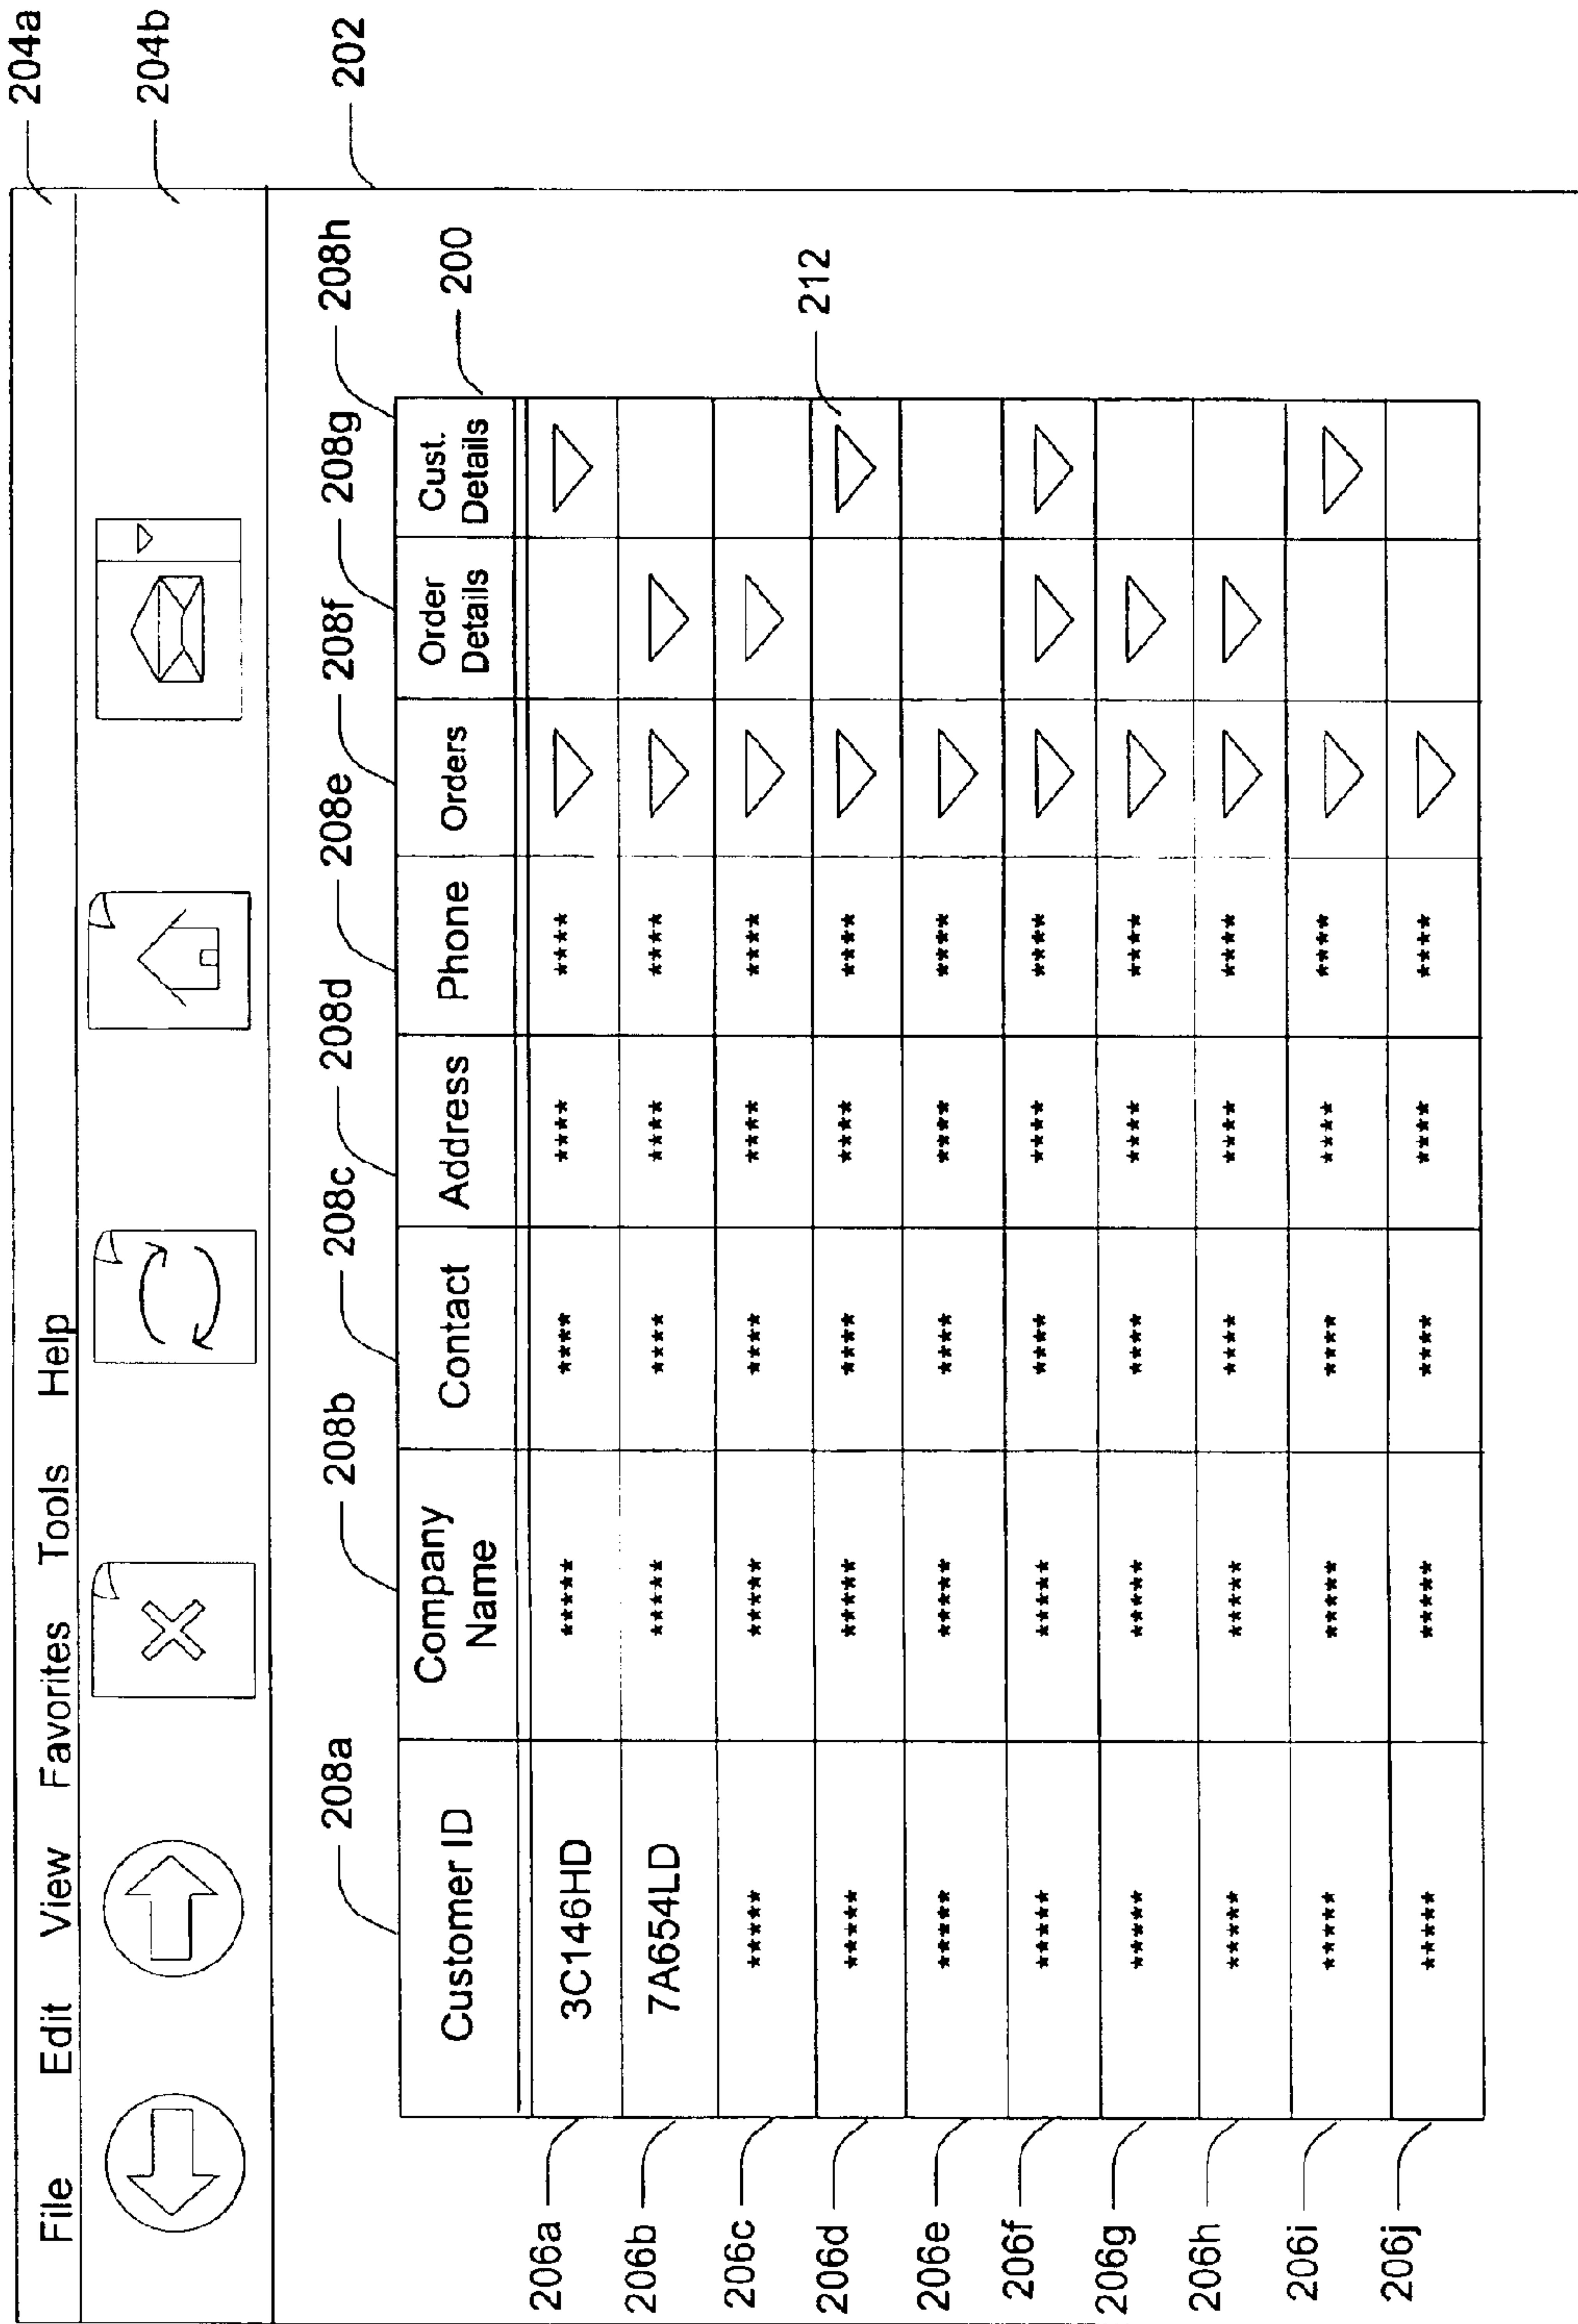 204a
File Edit View Favorites Tools Help
204b
202
208a 208b 208c 208d 208e 208f 208g 208h
200
Customer ID Company Name Contact Address Phone Orders Order Details Cust. Details
206a 3C146HD ***** **** **** ****
206b 7A654LD ***** **** **** ****
206c ***** ***** **** **** ****
206d ***** ***** **** **** **** 212
206e ***** ***** **** **** ****
206f ***** ***** **** **** ****
206g ***** ***** **** **** ****
206h ***** ***** **** **** ****
206i ***** ***** **** **** ****
206j ***** ***** **** **** ****